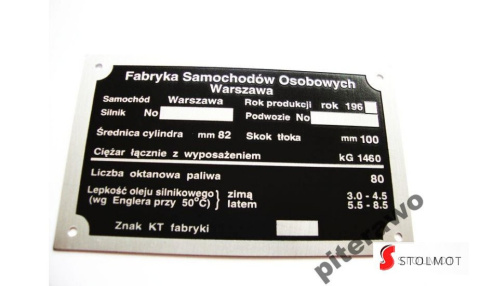 Fabryka Samochodów Osobowych
Warszawa
Samochód Warszawa Rok produkcji rok 196
Silnik No Podwozie No
Średnica cylindra mm 82 Skok tłoka mm 100
Ciężar łącznie z wyposażeniem kG 1460
Liczba oktanowa paliwa 80
Lepkość oleju silnikowego } zimą 3.0 - 4.5
(wg Englera przy 50°C) } latem 5.5 - 8.5
Znak KT fabryki
piterawo
S STOLMOT